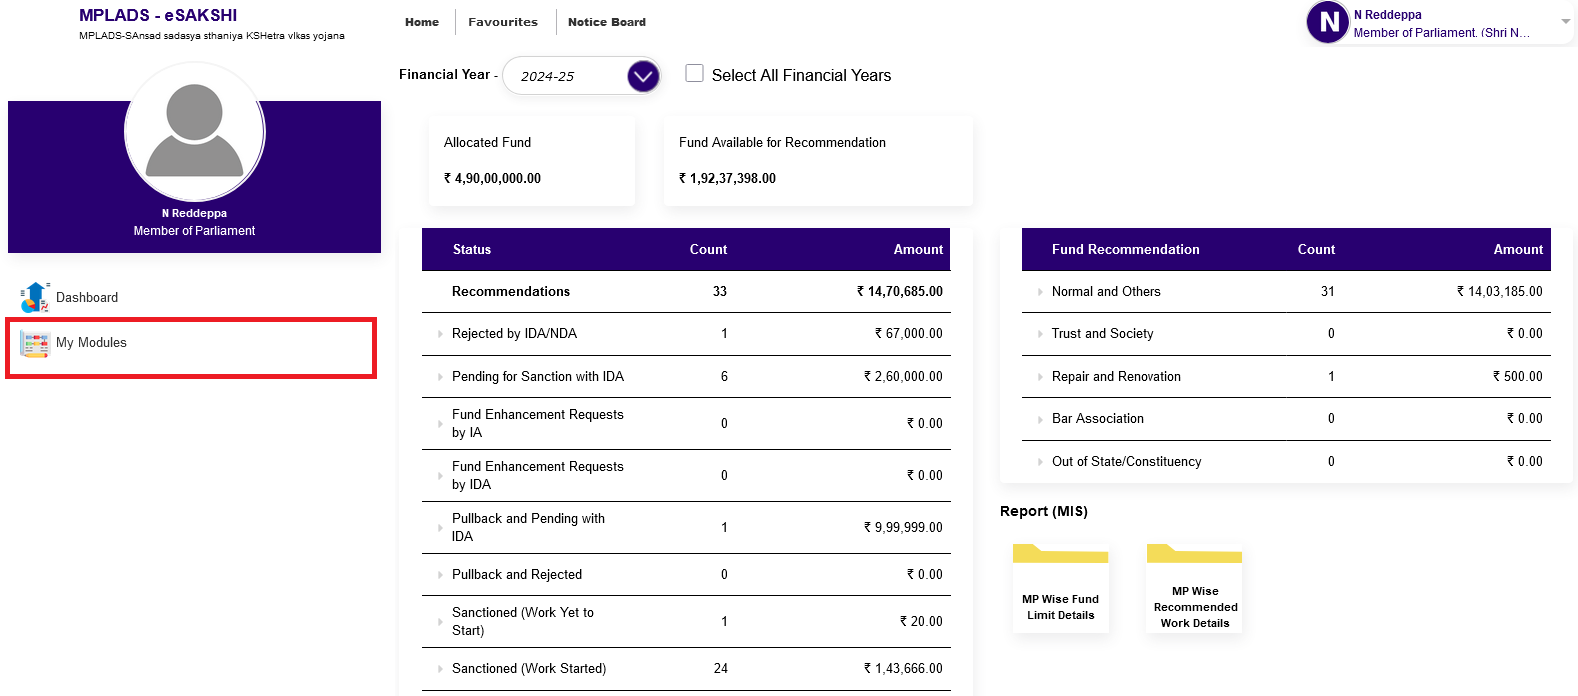 MPLADS - eSAKSHI
MPLADS-SAnsad sadasya sthaniya KSHetra vIkas yojana
Home
Favourites
Notice Board
N
N Reddeppa
Member of Parliament. (Shri N...
Financial Year -
2024-25
Select All Financial Years
N Reddeppa
Member of Parliament
Dashboard
My Modules
Allocated Fund
₹ 4,90,00,000.00
Fund Available for Recommendation
₹ 1,92,37,398.00
Status Count Amount
Recommendations 33 ₹ 14,70,685.00
Rejected by IDA/NDA 1 ₹ 67,000.00
Pending for Sanction with IDA 6 ₹ 2,60,000.00
Fund Enhancement Requests
by IA 0 ₹ 0.00
Fund Enhancement Requests
by IDA 0 ₹ 0.00
Pullback and Pending with
IDA 1 ₹ 9,99,999.00
Pullback and Rejected 0 ₹ 0.00
Sanctioned (Work Yet to
Start) 1 ₹ 20.00
Sanctioned (Work Started) 24 ₹ 1,43,666.00
Fund Recommendation Count Amount
Normal and Others 31 ₹ 14,03,185.00
Trust and Society 0 ₹ 0.00
Repair and Renovation 1 ₹ 500.00
Bar Association 0 ₹ 0.00
Out of State/Constituency 0 ₹ 0.00
Report (MIS)
MP Wise Fund
Limit Details
MP Wise
Recommended
Work Details